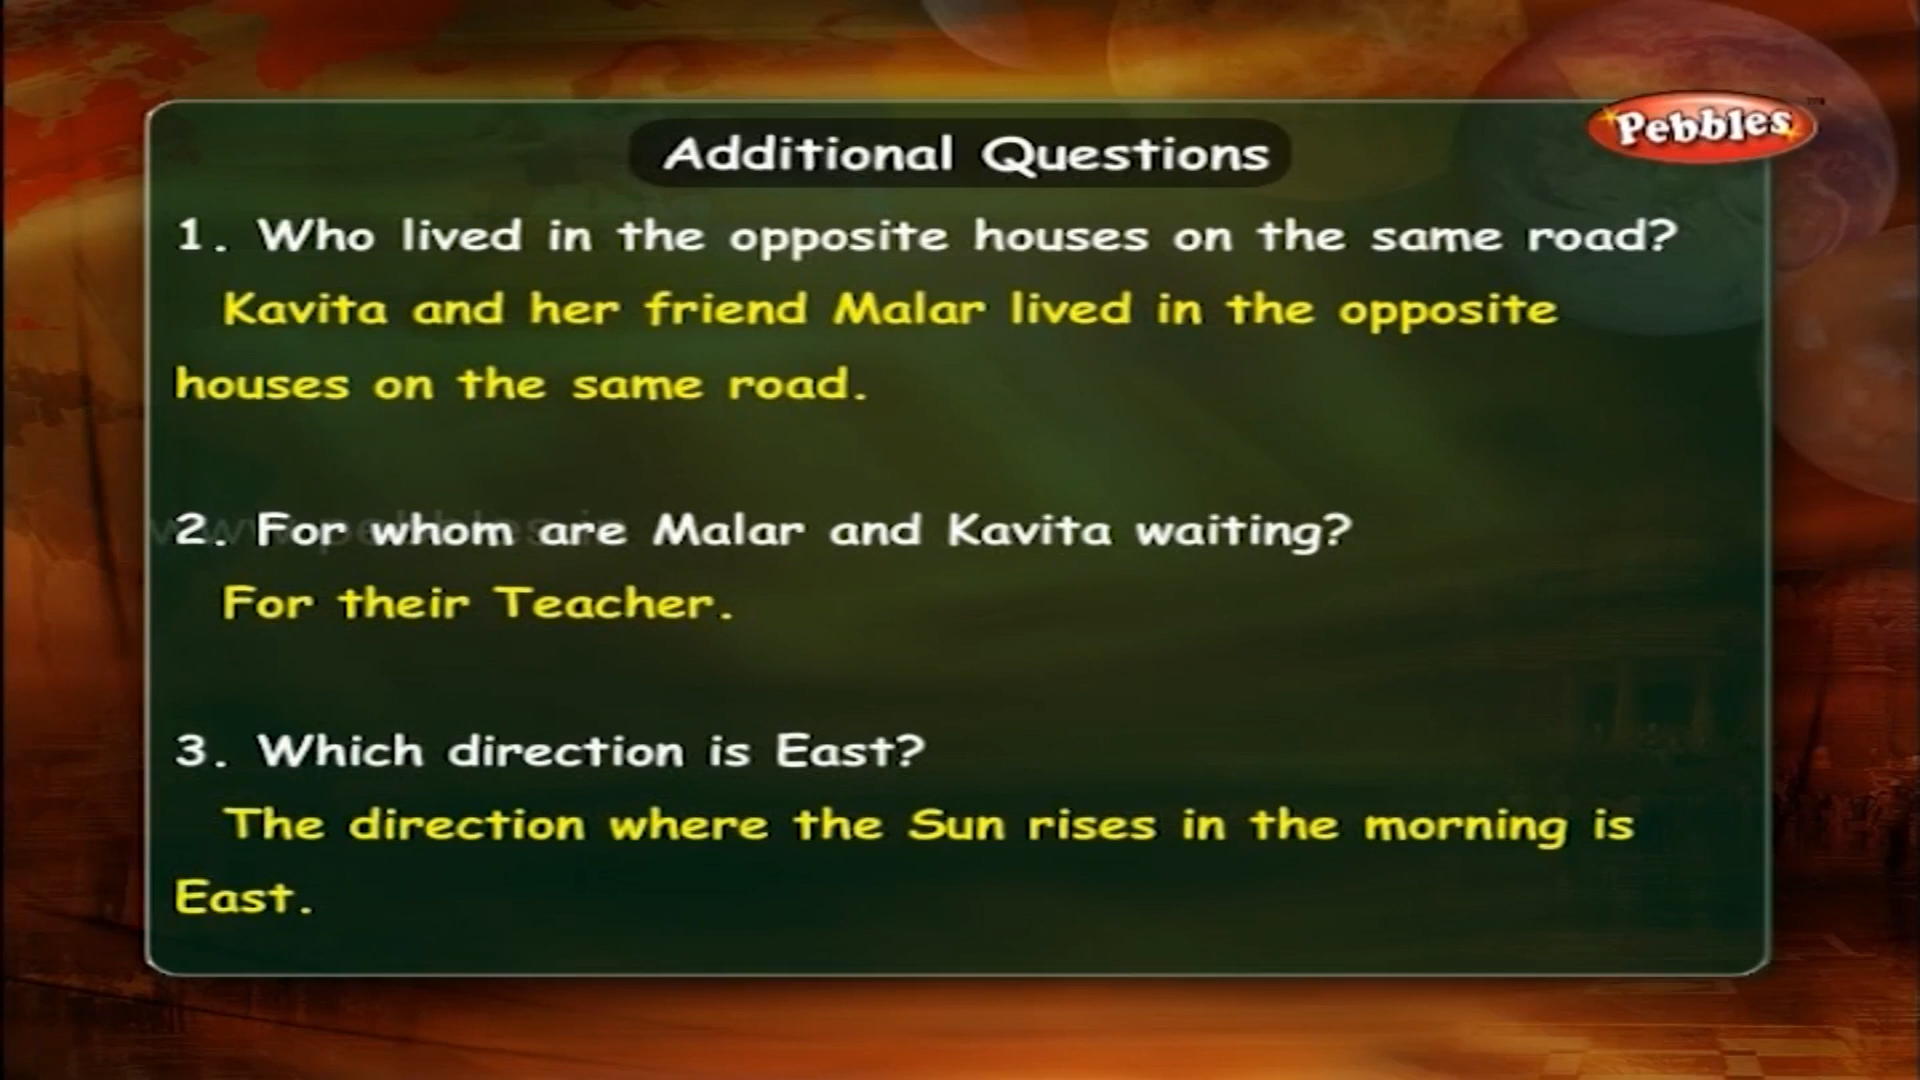 Pebbles
Additional Questions
1. Who lived in the opposite houses on the same road?
Kavita and her friend Malar lived in the opposite
houses on the same road.
2. For whom are Malar and Kavita waiting?
For their Teacher.
3. Which direction is East?
The direction where the Sun rises in the morning is
East.